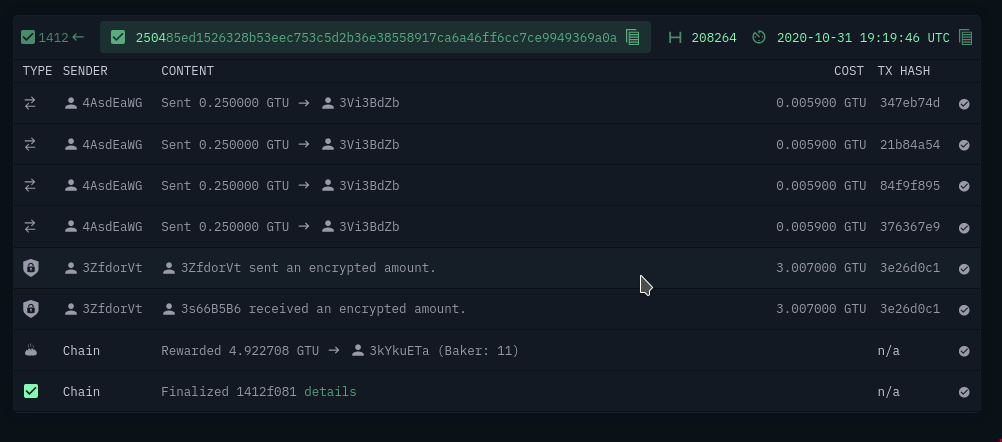 1412← 250485ed1526328b53eec753c5d2b36e38558917ca6a46ff6cc7ce9949369a0a 208264 2020-10-31 19:19:46 UTC
TYPE SENDER CONTENT COST TX HASH
4AsdEaWG Sent 0.250000 GTU → 3Vi3BdZb 0.005900 GTU 347eb74d
4AsdEaWG Sent 0.250000 GTU → 3Vi3BdZb 0.005900 GTU 21b84a54
4AsdEaWG Sent 0.250000 GTU → 3Vi3BdZb 0.005900 GTU 84f9f895
4AsdEaWG Sent 0.250000 GTU → 3Vi3BdZb 0.005900 GTU 376367e9
3ZfdorVt 3ZfdorVt sent an encrypted amount. 3.007000 GTU 3e26d0c1
3ZfdorVt 3s66B5B6 received an encrypted amount. 3.007000 GTU 3e26d0c1
Chain Rewarded 4.922708 GTU → 3kYkuETa (Baker: 11) n/a
Chain Finalized 1412f081 details n/a